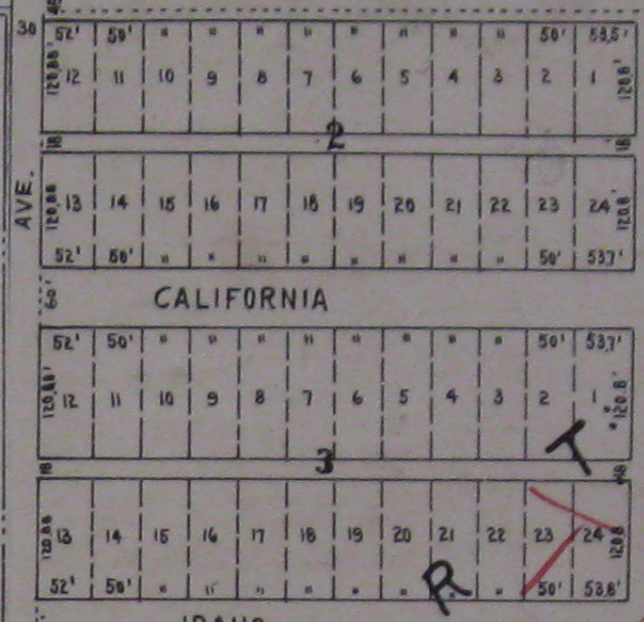 30
52' 50' " " " " " " " " 50' 53,5'
120.88' 12 11 10 9 8 7 6 5 4 3 2 1 120.8'
18 2 18
AVE.
120.88 13 14 15 16 17 18 19 20 21 22 23 24 120.8'
52' 50' " " " " " " " " 50' 53.7'
60' CALIFORNIA
52' 50' " " " " " " " " 50' 53.7'
120.88' 12 11 10 9 8 7 6 5 4 3 2 1 120.8'
T
18 3 18
120.88 13 14 15 16 17 18 19 20 21 22 23 24 120.8
R
52' 50' " " " " " " " " 50' 53.8'
IDAHO